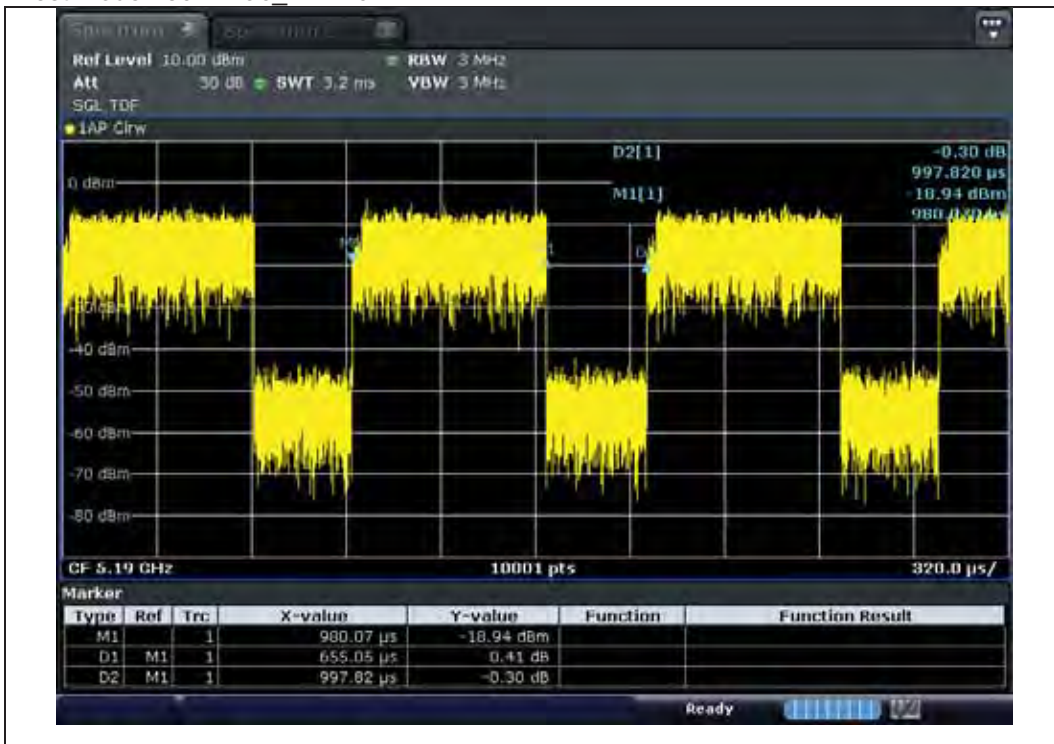 Spectrum
Ref Level 10.00 dBm RBW 3 MHz
Att 30 dB SWT 3.2 ms VBW 3 MHz
SGL TDF
1AP Clrw
D2[1] -0.30 dB
997.820 µs
M1[1] -18.94 dBm
0 dBm
-40 dBm
-50 dBm
-60 dBm
-70 dBm
-80 dBm
CF 5.19 GHz 10001 pts 320.0 µs/
Marker
Type Ref Trc X-value Y-value Function Function Result
M1 1 980.07 µs -18.94 dBm
D1 M1 1 655.05 µs 0.41 dB
D2 M1 1 997.82 µs -0.30 dB
Ready